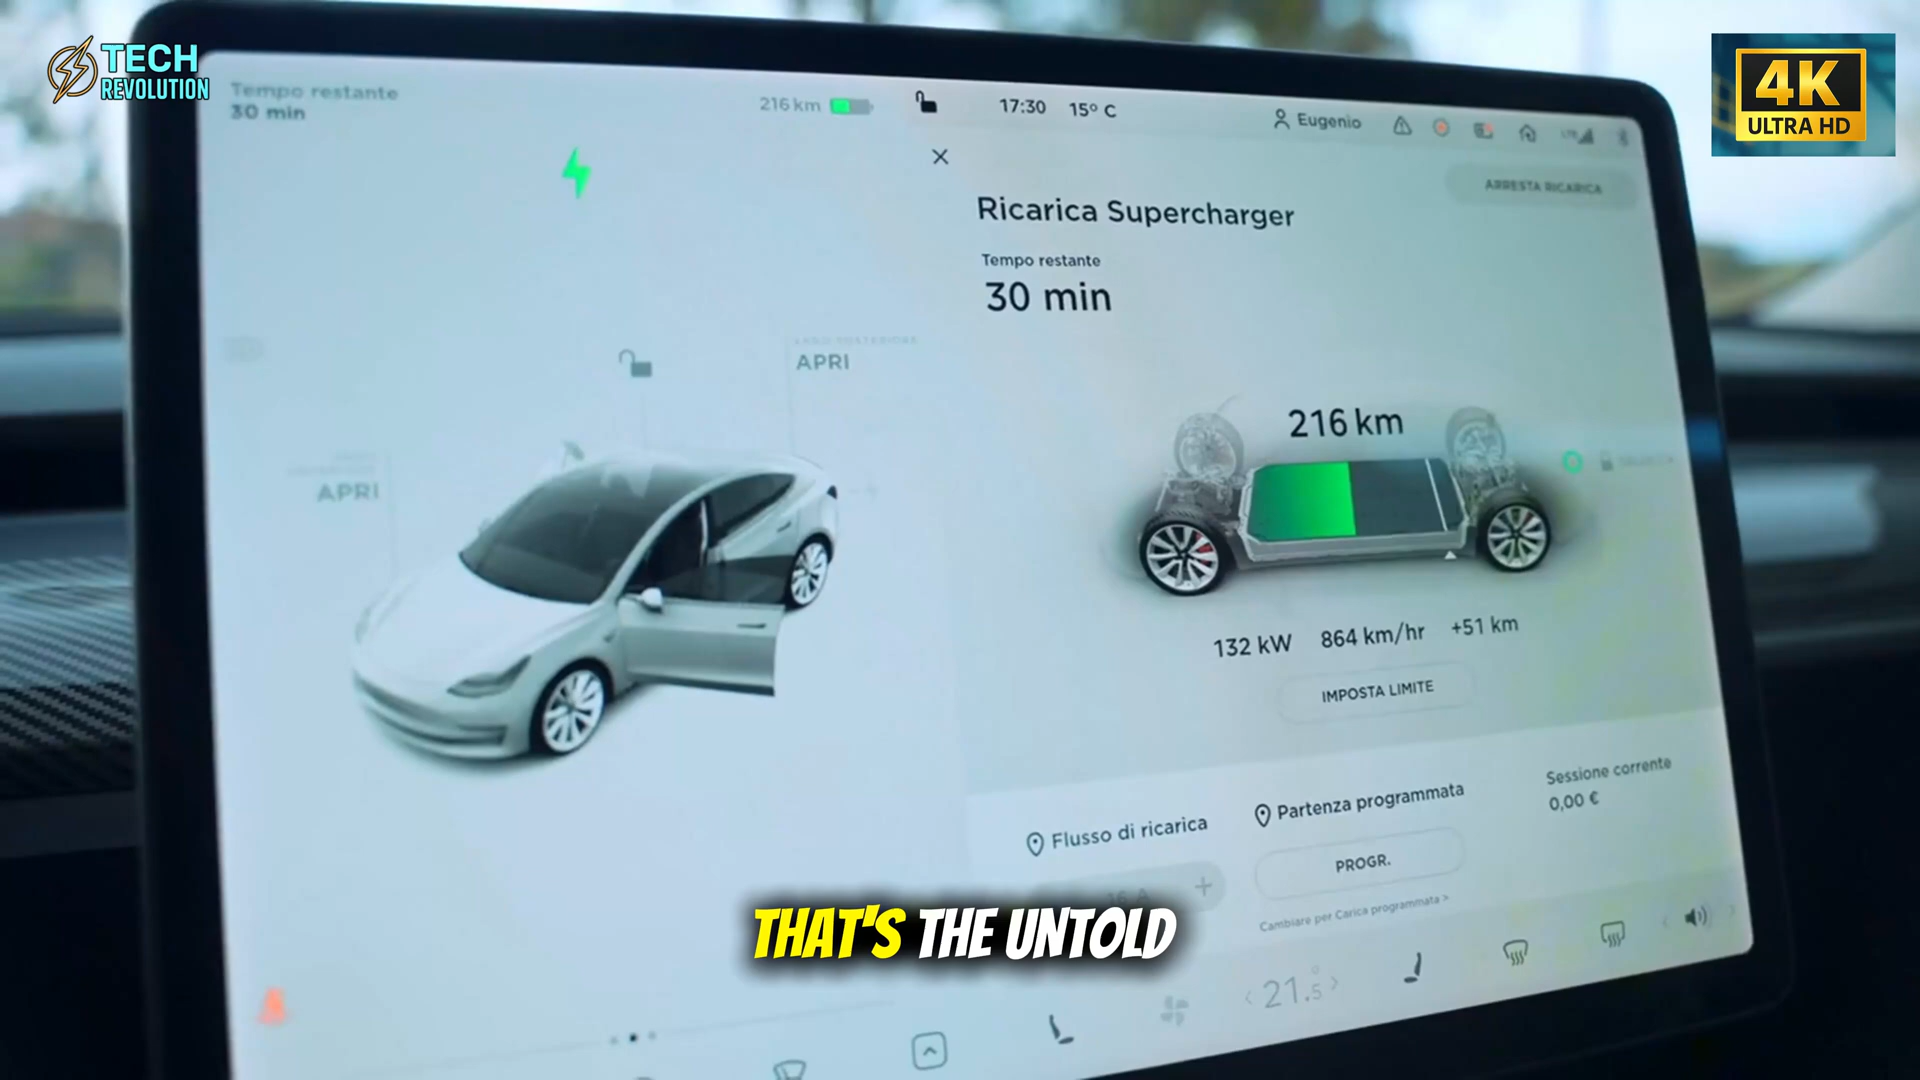 TECH
REVOLUTION
4K
ULTRA HD
Tempo restante
30 min
216 km
17:30
15° C
Eugenio
LTE
ARRESTA RICARICA
Ricarica Supercharger
Tempo restante
30 min
APRI
APRI
216 km
132 kW 864 km/hr +51 km
IMPOSTA LIMITE
Flusso di ricarica
Partenza programmata
Sessione corrente
0,00 €
16 A +
PROGR.
Cambiare per Carica programmata >
THAT'S THE UNTOLD
< 21.5 >